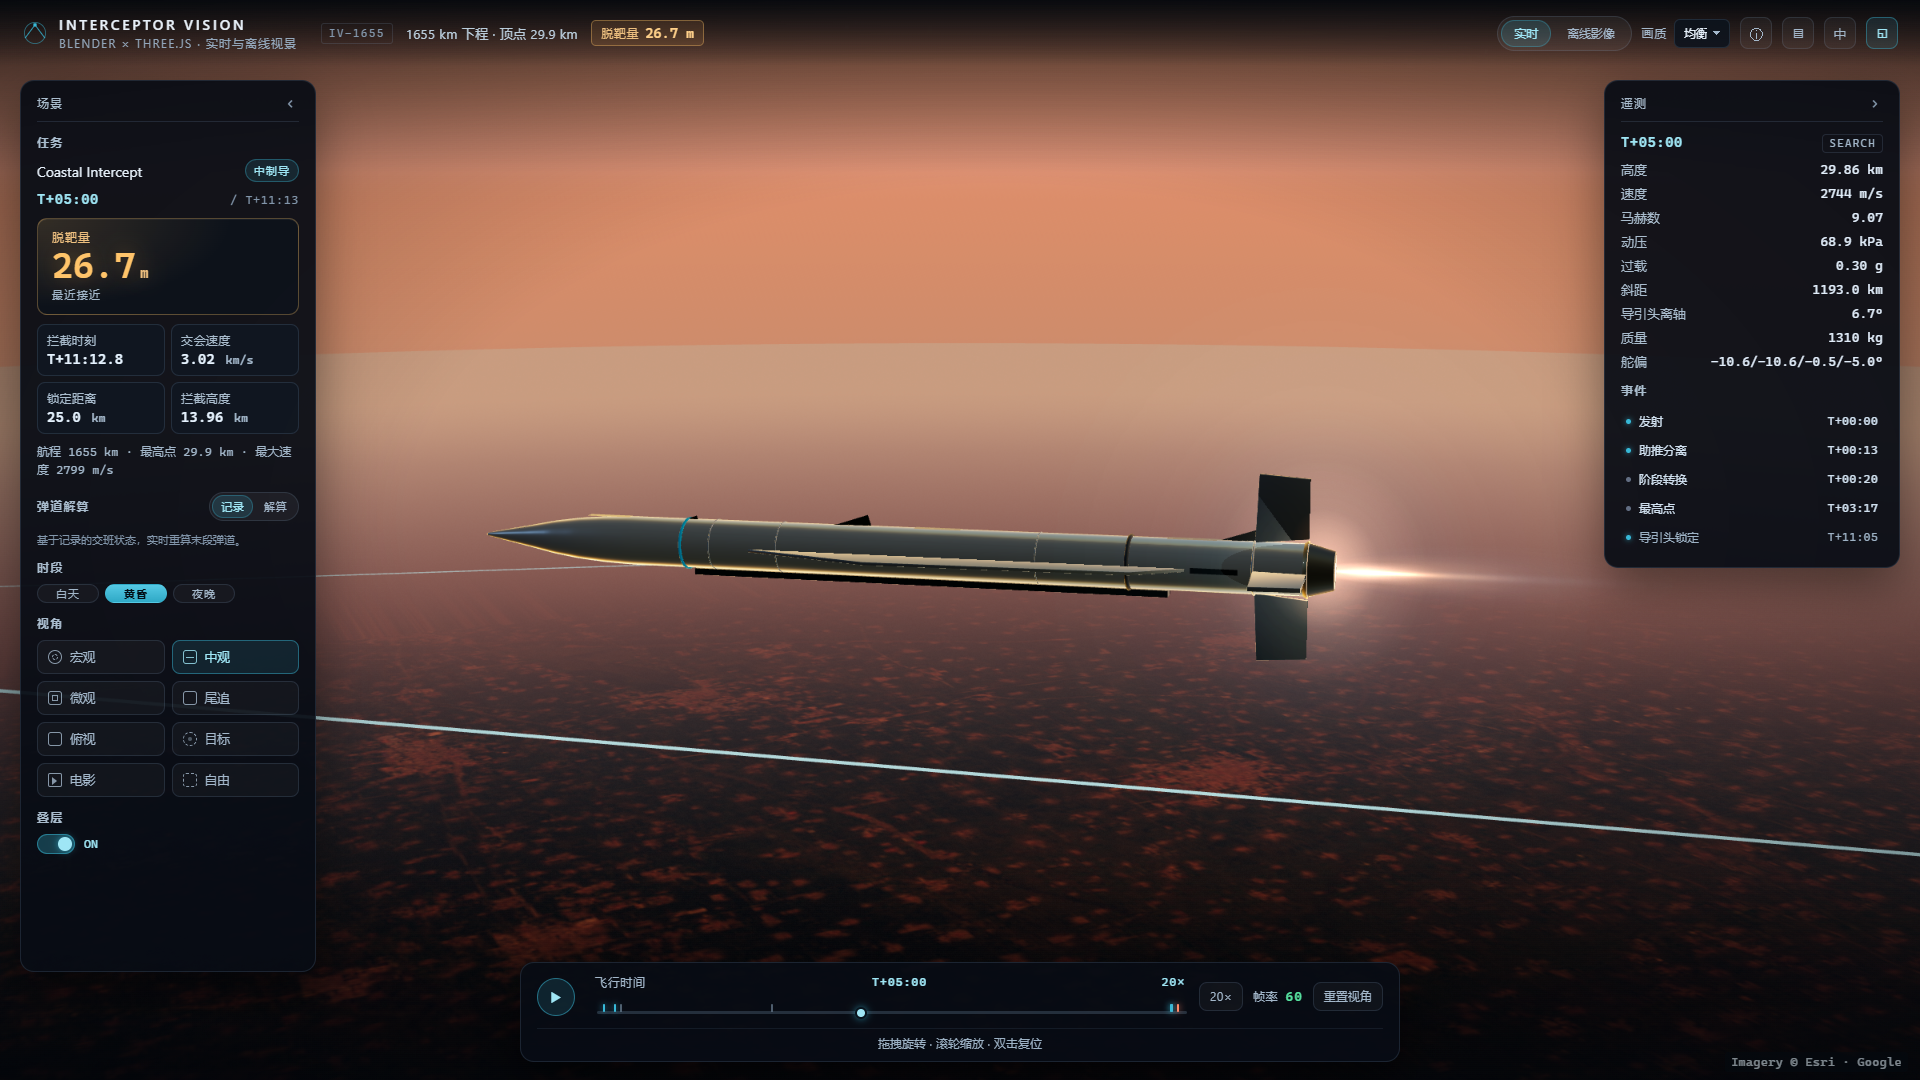 INTERCEPTOR VISION
BLENDER × THREE.JS · 实时与离线视景
IV-1655
1655 km 下程 · 顶点 29.9 km
脱靶量 26.7 m
实时
离线影像
画质
均衡
中
场景
任务
Coastal Intercept
中制导
T+05:00
/ T+11:13
脱靶量
26.7 m
最近接近
拦截时刻
T+11:12.8
交会速度
3.02 km/s
锁定距离
25.0 km
拦截高度
13.96 km
航程 1655 km · 最高点 29.9 km · 最大速
度 2799 m/s
弹道解算
记录
解算
基于记录的交班状态，实时重算末段弹道。
时段
白天
黄昏
夜晚
视角
宏观
中观
微观
尾追
俯视
目标
电影
自由
叠层
ON
遥测
T+05:00
SEARCH
高度 29.86 km
速度 2744 m/s
马赫数 9.07
动压 68.9 kPa
过载 0.30 g
斜距 1193.0 km
导引头离轴 6.7°
质量 1310 kg
舵偏 −10.6/−10.6/−0.5/−5.0°
事件
发射 T+00:00
助推分离 T+00:13
阶段转换 T+00:20
最高点 T+03:17
导引头锁定 T+11:05
飞行时间
T+05:00
20×
20×
帧率 60
重置视角
拖拽旋转 · 滚轮缩放 · 双击复位
Imagery © Esri · Google